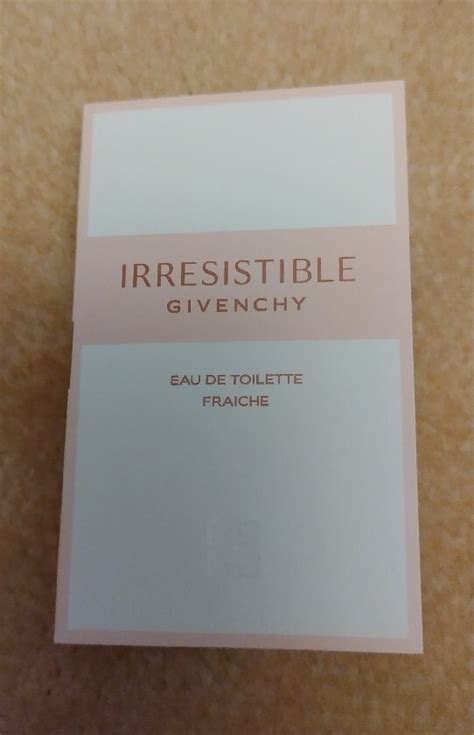 IRRESISTIBLE
GIVENCHY
EAU DE TOILETTE
FRAICHE